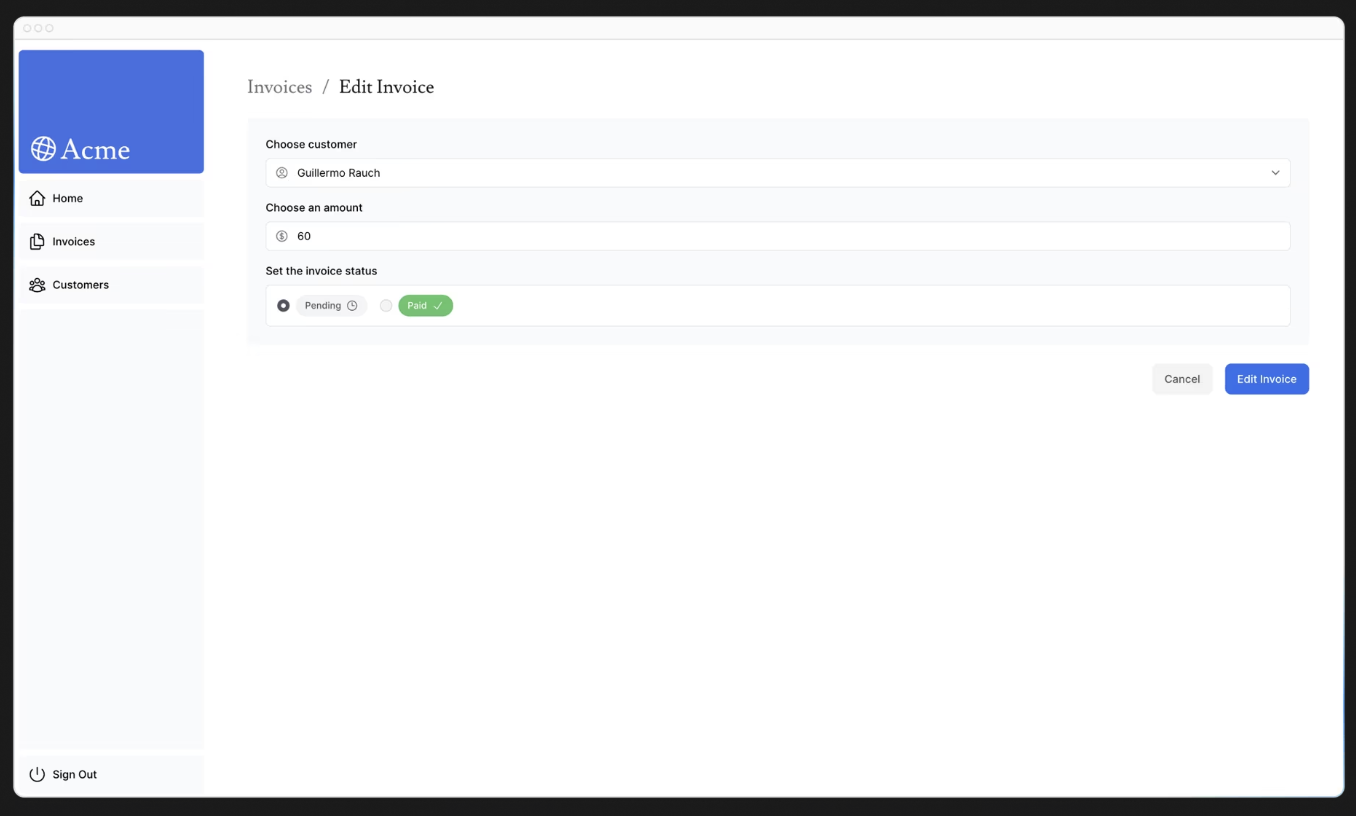 Acme
Home
Invoices
Customers
Sign Out
Invoices / Edit Invoice
Choose customer
Guillermo Rauch
Choose an amount
$ 60
Set the invoice status
Pending Paid
Cancel Edit Invoice